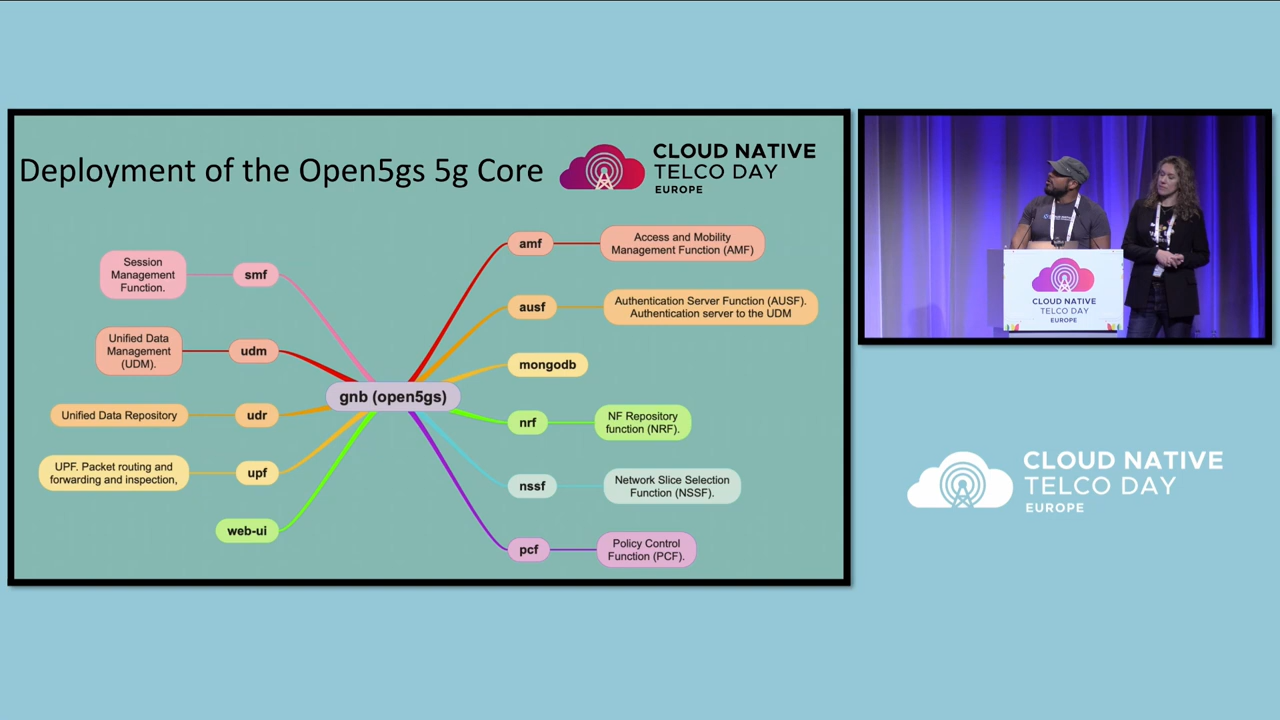 Deployment of the Open5gs 5g Core
CLOUD NATIVE
TELCO DAY
EUROPE
Session
Management
Function.
smf
Unified Data
Management
(UDM).
udm
Unified Data Repository
udr
UPF. Packet routing and
forwarding and inspection,
upf
web-ui
gnb (open5gs)
amf
Access and Mobility
Management Function (AMF)
ausf
Authentication Server Function (AUSF).
Authentication server to the UDM
mongodb
nrf
NF Repository
function (NRF).
nssf
Network Slice Selection
Function (NSSF).
pcf
Policy Control
Function (PCF).
CLOUD NATIVE
TELCO DAY
EUROPE
CLOUD NATIVE
TELCO DAY
EUROPE